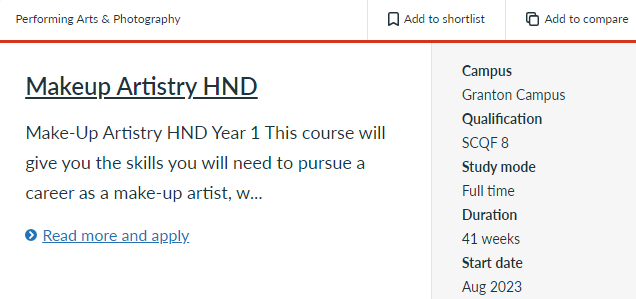 Performing Arts & Photography
Add to shortlist
Add to compare
Makeup Artistry HND
Make-Up Artistry HND Year 1 This course will
give you the skills you will need to pursue a
career as a make-up artist, w...
Read more and apply
Campus
Granton Campus
Qualification
SCQF 8
Study mode
Full time
Duration
41 weeks
Start date
Aug 2023